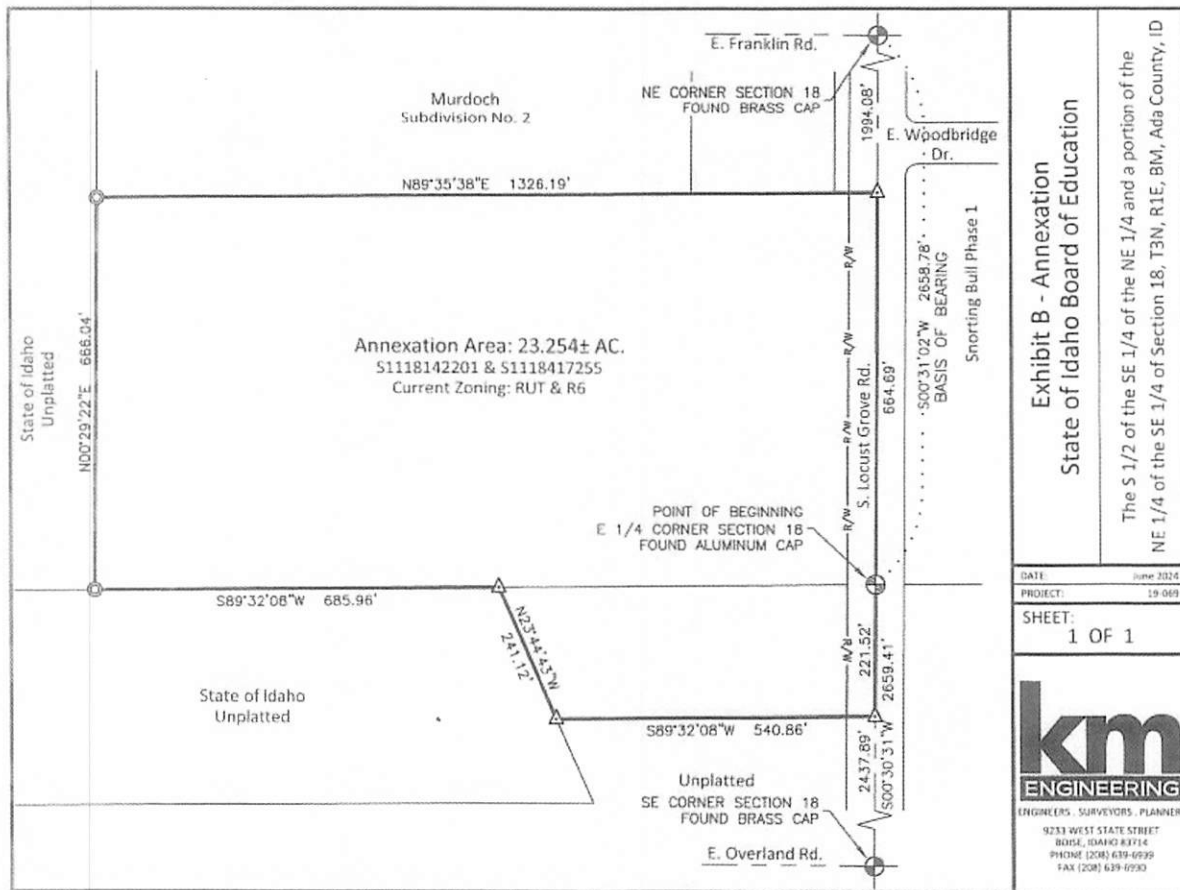 E. Franklin Rd.
NE CORNER SECTION 18
FOUND BRASS CAP
1994.08'
Murdoch
Subdivision No. 2
E. Woodbridge
Dr.
N89°35'38"E 1326.19'
R/W
R/W
R/W
R/W
S. Locust Grove Rd.
664.69'
S00°31'02"W 2658.78'
BASIS OF BEARING
Snorting Bull Phase 1
State of Idaho
Unplatted
N00°29'22"E 666.04'
Annexation Area: 23.254± AC.
S1118142201 & S1118417255
Current Zoning: RUT & R6
POINT OF BEGINNING
E 1/4 CORNER SECTION 18
FOUND ALUMINUM CAP
S89°32'08"W 685.96'
N23°44'43"W
241.12'
R/W
221.52'
2659.41'
S00°30'31"W
2437.89'
State of Idaho
Unplatted
S89°32'08"W 540.86'
Unplatted
SE CORNER SECTION 18
FOUND BRASS CAP
E. Overland Rd.
Exhibit B - Annexation
State of Idaho Board of Education
The S 1/2 of the SE 1/4 of the NE 1/4 and a portion of the
NE 1/4 of the SE 1/4 of Section 18, T3N, R1E, BM, Ada County, ID
DATE: June 2024
PROJECT: 19-069
SHEET:
1 OF 1
km
ENGINEERING
ENGINEERS . SURVEYORS . PLANNER
9233 WEST STATE STREET
BOISE, IDAHO 83714
PHONE (208) 639-6939
FAX (208) 639-6930